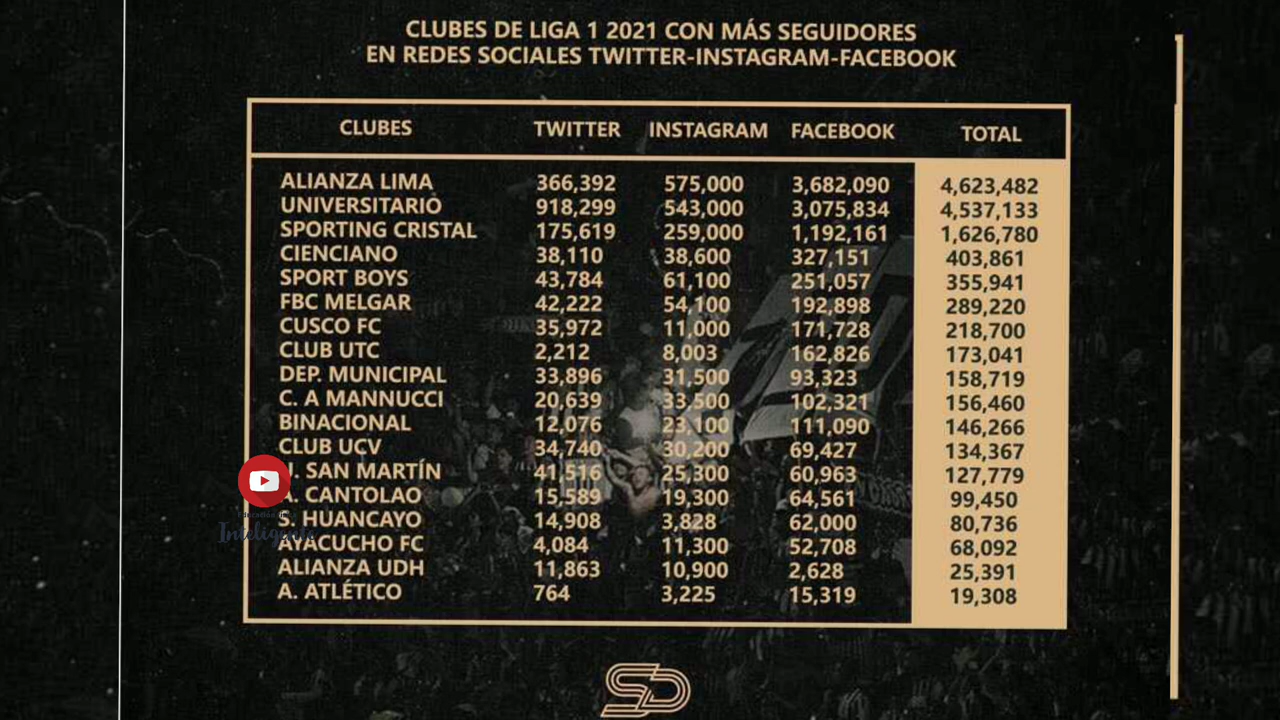 CLUBES DE LIGA 1 2021 CON MÁS SEGUIDORES
EN REDES SOCIALES TWITTER-INSTAGRAM-FACEBOOK
CLUBES TWITTER INSTAGRAM FACEBOOK TOTAL
ALIANZA LIMA 366,392 575,000 3,682,090 4,623,482
UNIVERSITARIO 918,299 543,000 3,075,834 4,537,133
SPORTING CRISTAL 175,619 259,000 1,192,161 1,626,780
CIENCIANO 38,110 38,600 327,151 403,861
SPORT BOYS 43,784 61,100 251,057 355,941
FBC MELGAR 42,222 54,100 192,898 289,220
CUSCO FC 35,972 11,000 171,728 218,700
CLUB UTC 2,212 8,003 162,826 173,041
DEP. MUNICIPAL 33,896 31,500 93,323 158,719
C. A MANNUCCI 20,639 33,500 102,321 156,460
BINACIONAL 12,076 23,100 111,090 146,266
CLUB UCV 34,740 30,200 69,427 134,367
SAN MARTÍN 41,516 25,300 60,963 127,779
A. CANTOLAO 15,589 19,300 64,561 99,450
S. HUANCAYO 14,908 3,828 62,000 80,736
AYACUCHO FC 4,084 11,300 52,708 68,092
ALIANZA UDH 11,863 10,900 2,628 25,391
A. ATLÉTICO 764 3,225 15,319 19,308
SD